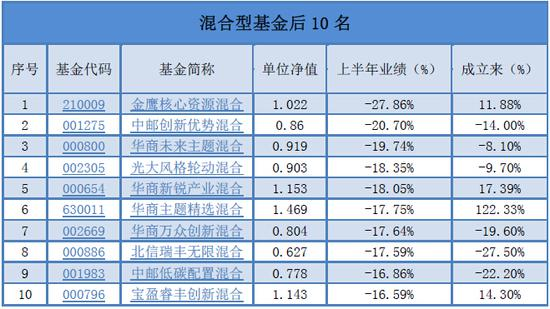 混合型基金后10名
序号 基金代码 基金简称 单位净值 上半年业绩（%） 成立来（%）
1 210009 金鹰核心资源混合 1.022 -27.86% 11.88%
2 001275 中邮创新优势混合 0.86 -20.70% -14.00%
3 000800 华商未来主题混合 0.919 -19.74% -8.10%
4 002305 光大风格轮动混合 0.903 -18.35% -9.70%
5 000654 华商新锐产业混合 1.153 -18.05% 17.39%
6 630011 华商主题精选混合 1.469 -17.75% 122.33%
7 002669 华商万众创新混合 0.804 -17.64% -19.60%
8 000886 北信瑞丰无限混合 0.627 -17.59% -27.50%
9 001983 中邮低碳配置混合 0.778 -16.86% -22.20%
10 000796 宝盈睿丰创新混合 1.143 -16.59% 14.30%